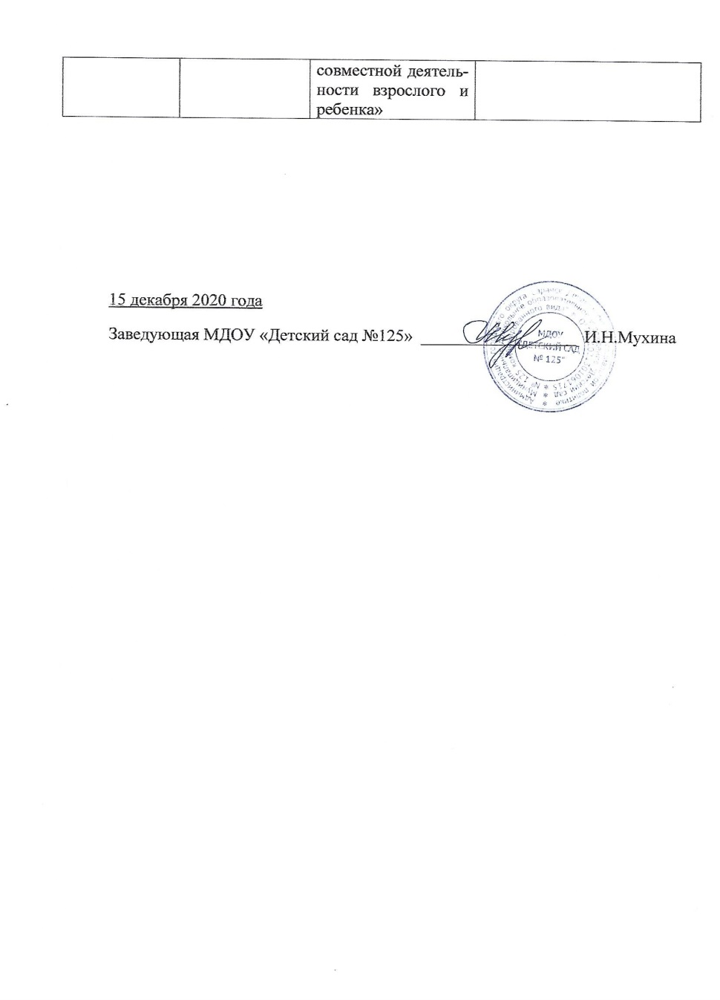 совместной деятель-
ности взрослого и
ребенка»
15 декабря 2020 года
Заведующая МДОУ «Детский сад №125» ____________________ И.Н.Мухина
МДОУ
"ДЕТСКИЙ САД
№ 125"